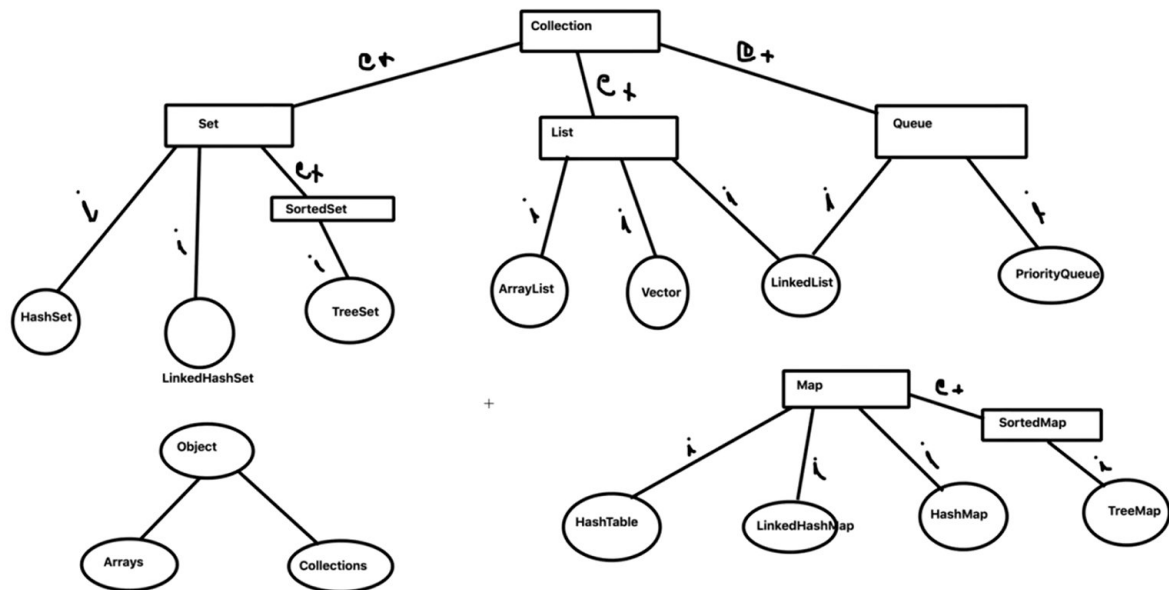 Collection
e+
e+
e+
Set
List
Queue
e+
SortedSet
i
i
i
i
i
i
i
i
HashSet
TreeSet
ArrayList
Vector
LinkedList
PriorityQueue
LinkedHashSet
Map
e+
SortedMap
Object
i
i
i
i
HashTable
LinkedHashMap
HashMap
TreeMap
Arrays
Collections